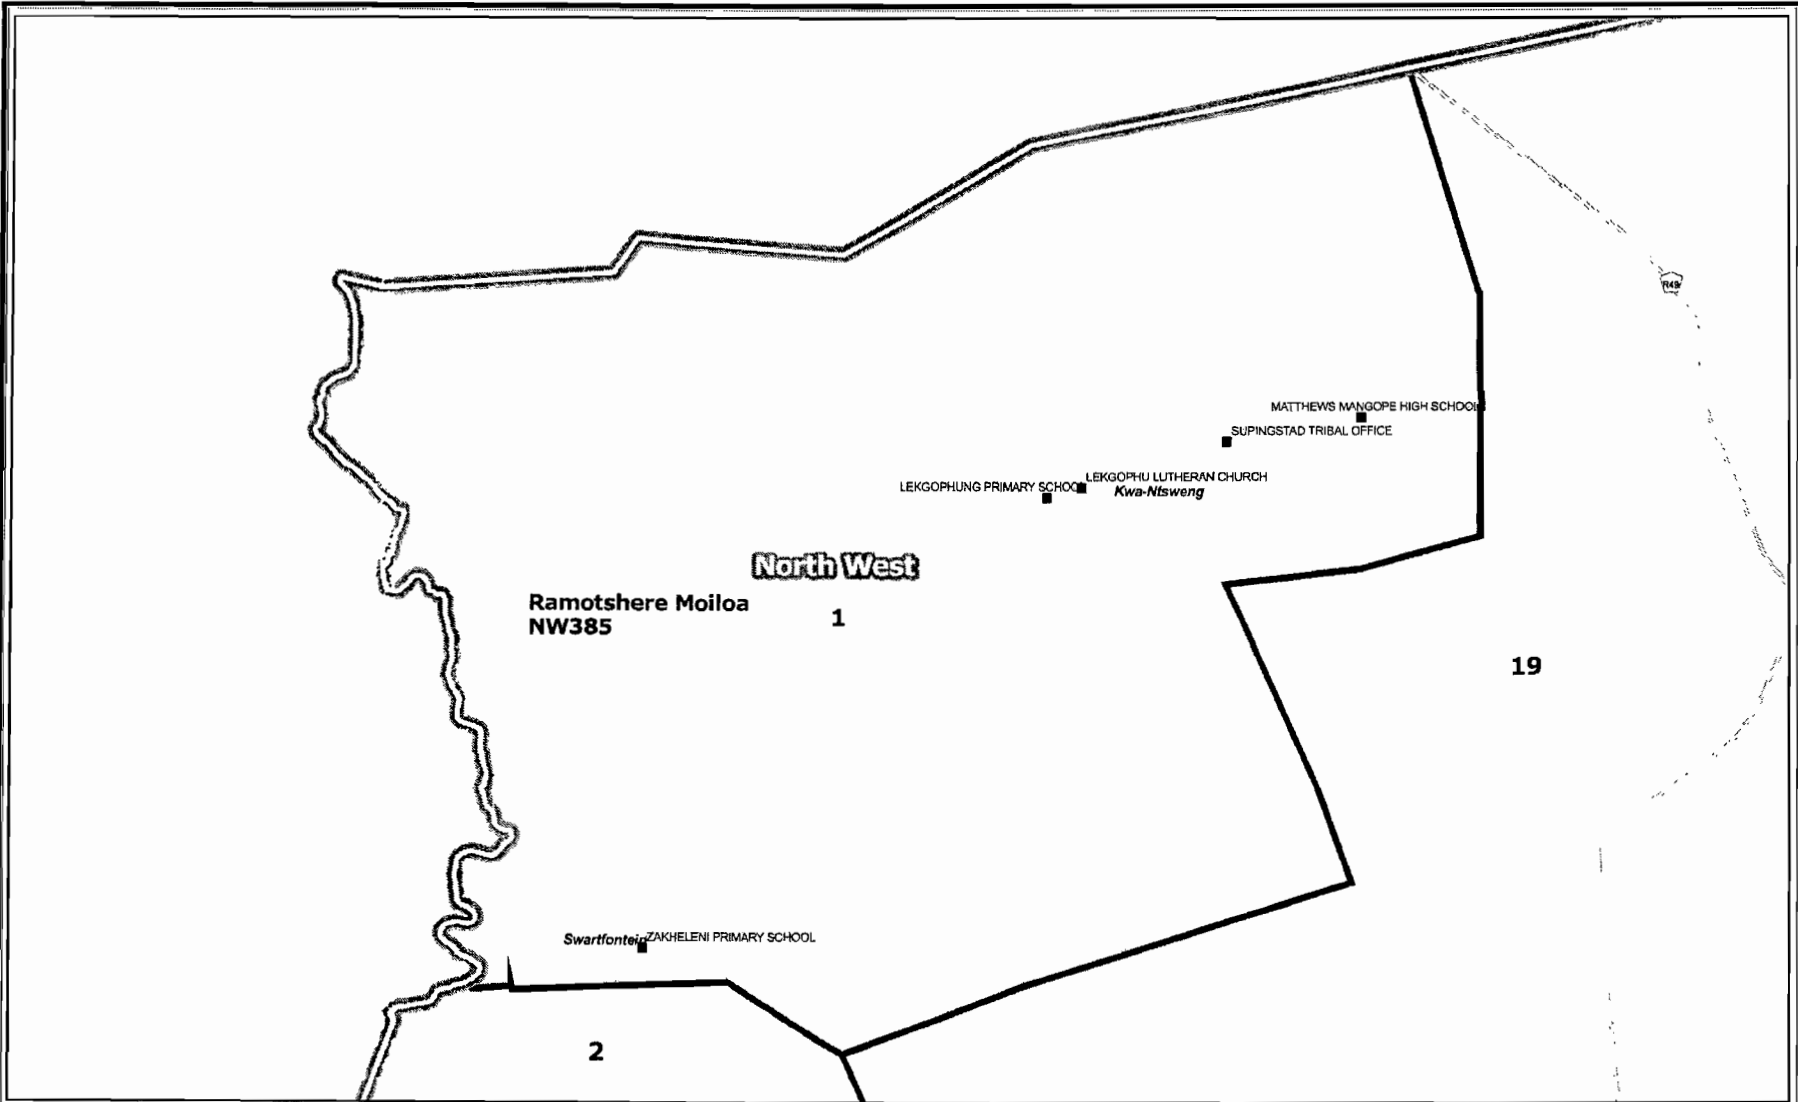 R49
MATTHEWS MANGOPE HIGH SCHOOL
SUPINGSTAD TRIBAL OFFICE
LEKGOPHU LUTHERAN CHURCH
LEKGOPHUNG PRIMARY SCHOOL
Kwa-Ntsweng
North West
Ramotshere Moiloa
NW385
1
19
Swartfontein
ZAKHELENI PRIMARY SCHOOL
2